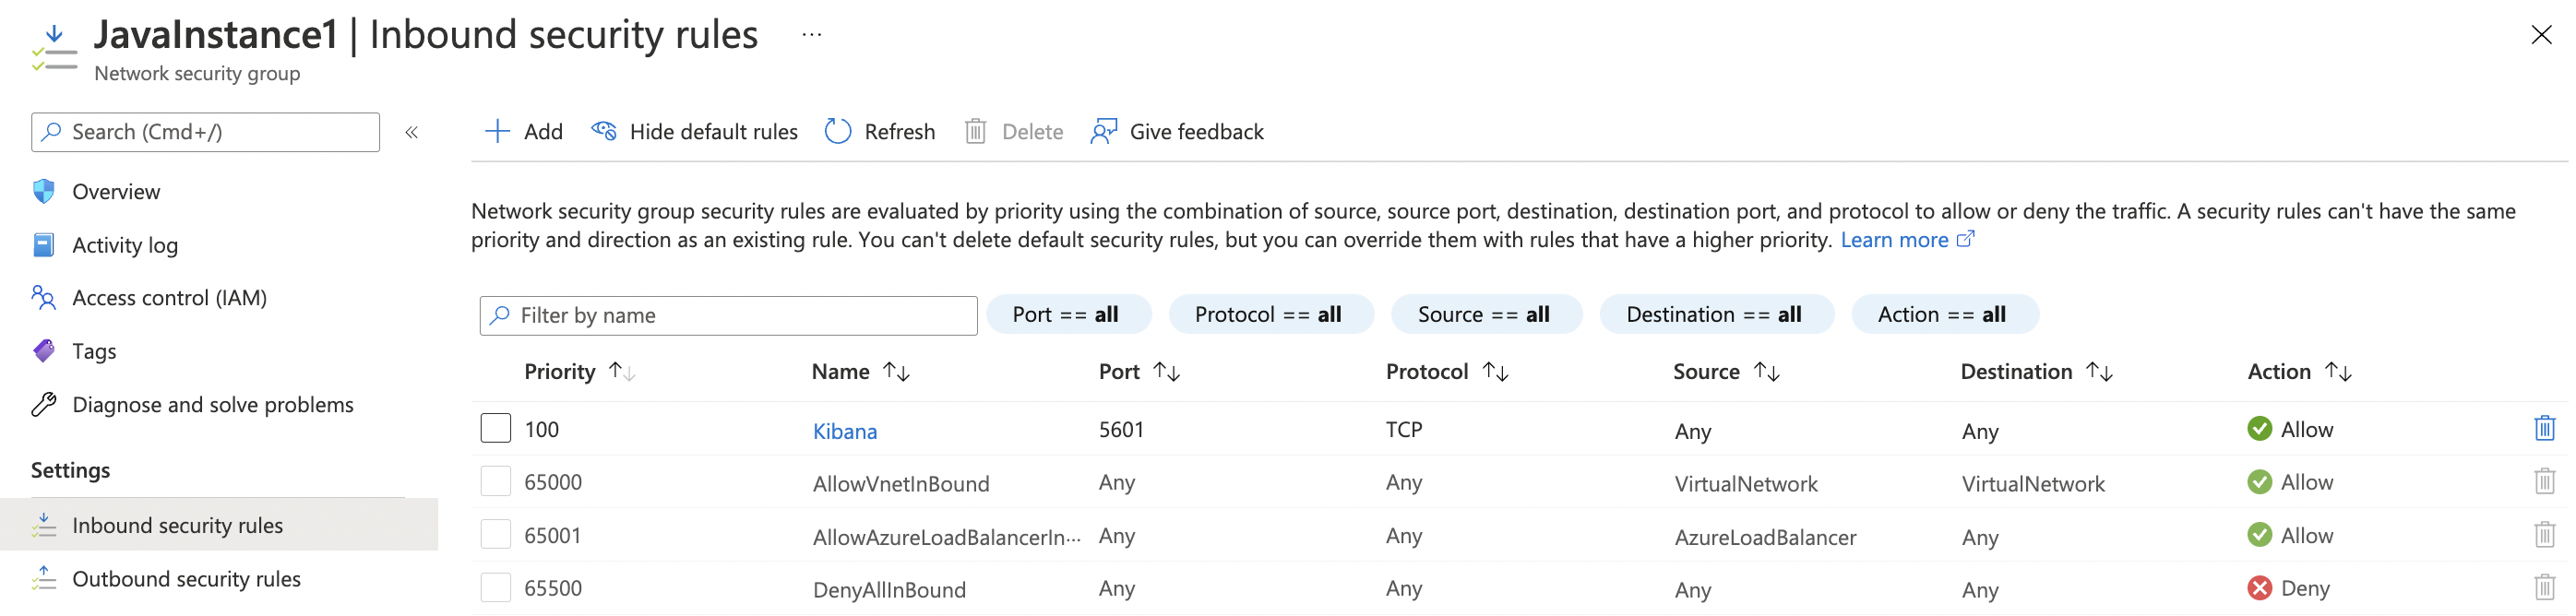 JavaInstance1 | Inbound security rules ...
Network security group
Search (Cmd+/) «
Add Hide default rules Refresh Delete Give feedback
Overview
Activity log
Access control (IAM)
Tags
Diagnose and solve problems
Settings
Inbound security rules
Outbound security rules
Network security group security rules are evaluated by priority using the combination of source, source port, destination, destination port, and protocol to allow or deny the traffic. A security rules can't have the same
priority and direction as an existing rule. You can't delete default security rules, but you can override them with rules that have a higher priority. Learn more
Filter by name Port == all Protocol == all Source == all Destination == all Action == all
Priority Name Port Protocol Source Destination Action
100 Kibana 5601 TCP Any Any Allow
65000 AllowVnetInBound Any Any VirtualNetwork VirtualNetwork Allow
65001 AllowAzureLoadBalancerIn... Any Any AzureLoadBalancer Any Allow
65500 DenyAllInBound Any Any Any Any Deny